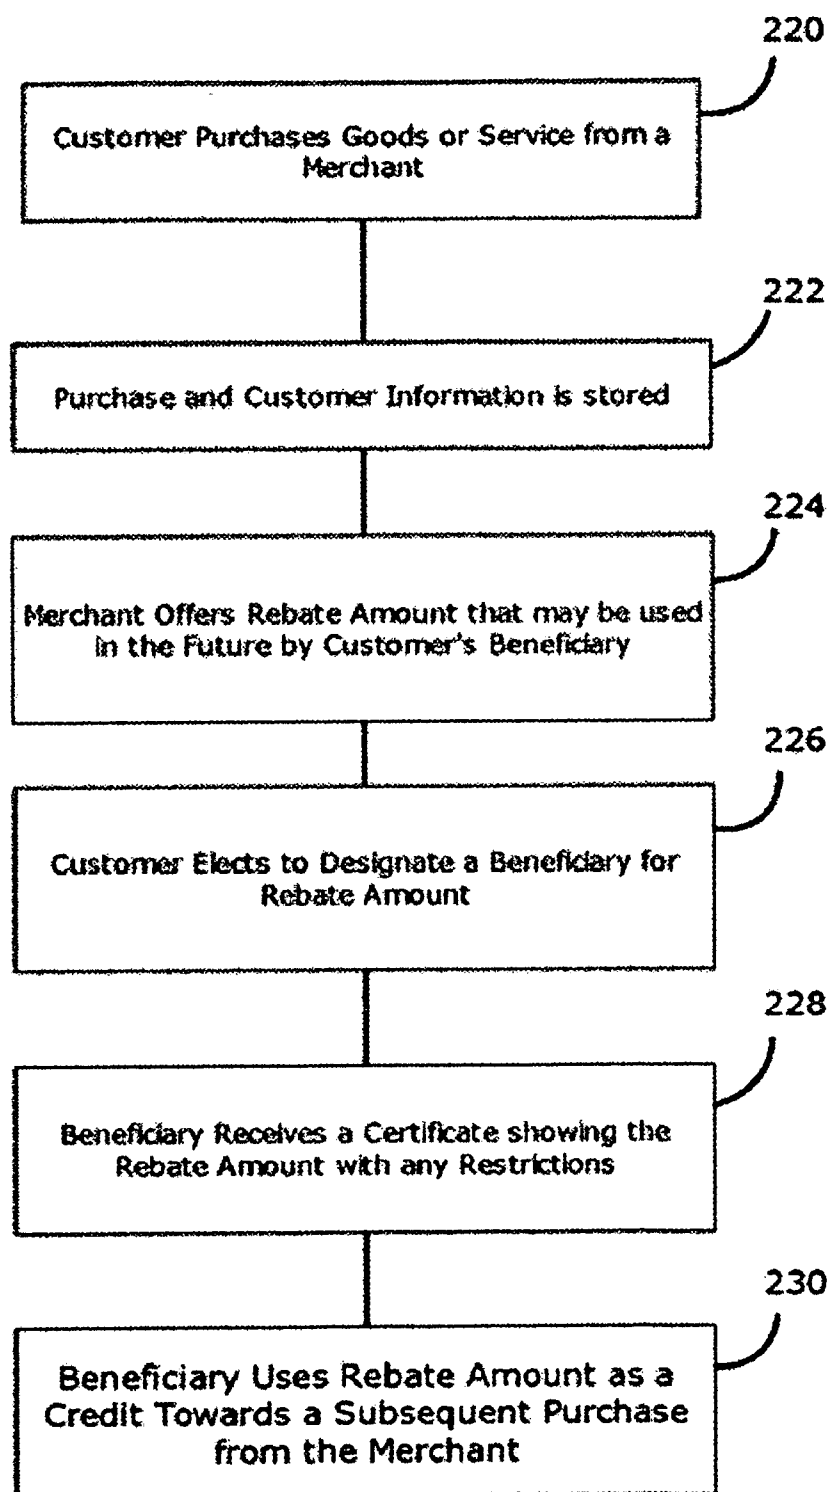 220
Customer Purchases Goods or Service from a
Merchant
222
Purchase and Customer Information is stored
224
Merchant Offers Rebate Amount that may be used
in the Future by Customer's Beneficiary
226
Customer Elects to Designate a Beneficiary for
Rebate Amount
228
Beneficiary Receives a Certificate showing the
Rebate Amount with any Restrictions
230
Beneficiary Uses Rebate Amount as a
Credit Towards a Subsequent Purchase
from the Merchant